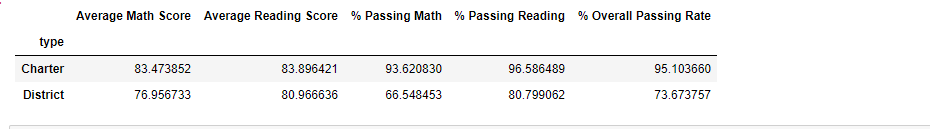 Average Math Score Average Reading Score % Passing Math % Passing Reading % Overall Passing Rate
type
Charter 83.473852 83.896421 93.620830 96.586489 95.103660
District 76.956733 80.966636 66.548453 80.799062 73.673757